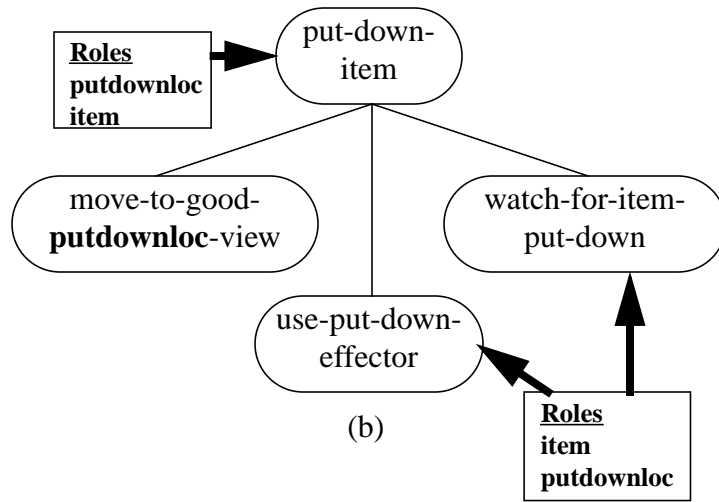 put-down-
item
Roles
putdownloc
item
move-to-good-
putdownloc-view
watch-for-item-
put-down
use-put-down-
effector
(b)
Roles
item
putdownloc